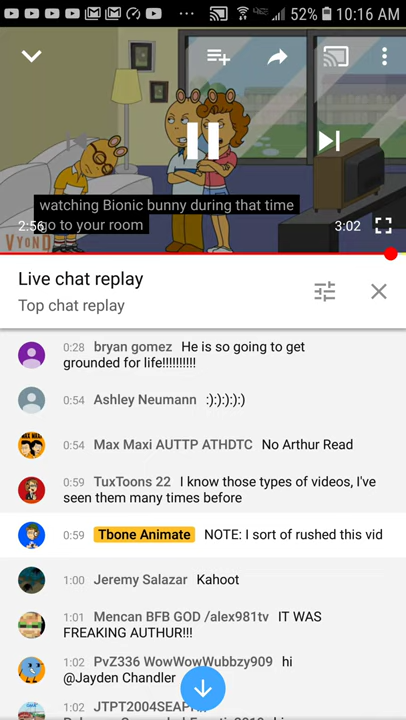 52% 10:16 AM
watching Bionic bunny during that time
go to your room
2:56
3:02
VYOND
Live chat replay
Top chat replay
0:28 bryan gomez He is so going to get
grounded for life!!!!!!!!!!
0:54 Ashley Neumann :):):):):)
0:54 Max Maxi AUTTP ATHDTC No Arthur Read
0:59 TuxToons 22 I know those types of videos, I've
seen them many times before
0:59 Tbone Animate NOTE: I sort of rushed this vid
1:00 Jeremy Salazar Kahoot
1:01 Mencan BFB GOD /alex981tv IT WAS
FREAKING AUTHUR!!!
1:02 PvZ336 WowWowWubbzy909 hi
@Jayden Chandler
1:02